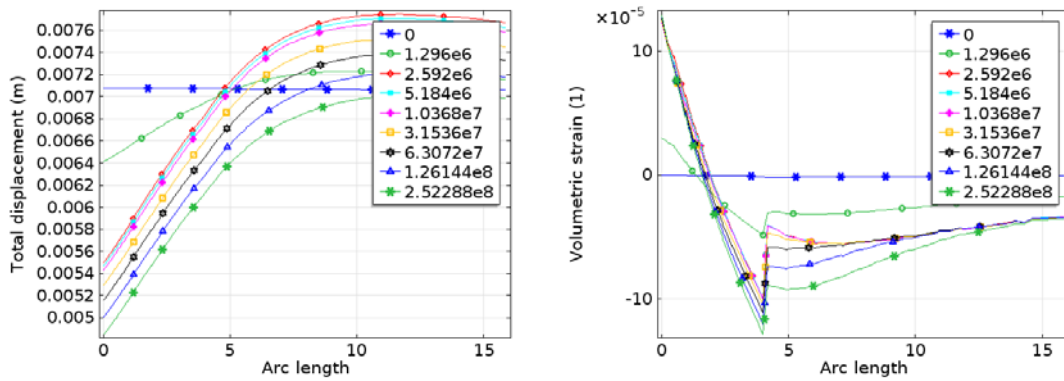 0.0076
0.0074
0.0072
0.007
0.0068
0.0066
0.0064
0.0062
0.006
0.0058
0.0056
0.0054
0.0052
0.005
Total displacement (m)
0
5
10
15
Arc length
0
1.296e6
2.592e6
5.184e6
1.0368e7
3.1536e7
6.3072e7
1.26144e8
2.52288e8
×10⁻⁵
10
0
-10
Volumetric strain (1)
0
5
10
15
Arc length
0
1.296e6
2.592e6
5.184e6
1.0368e7
3.1536e7
6.3072e7
1.26144e8
2.52288e8